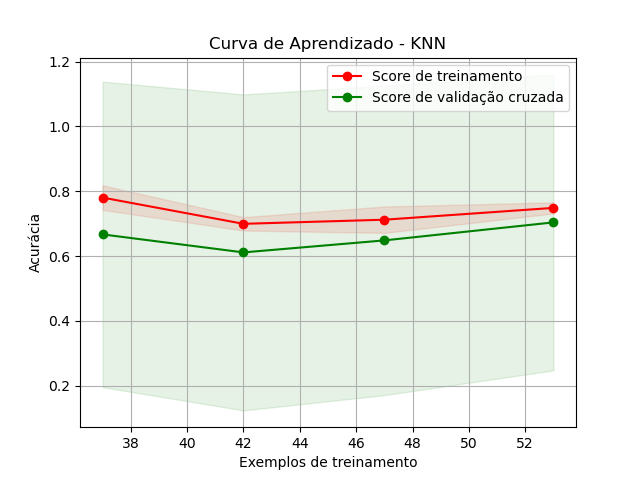 Curva de Aprendizado - KNN
Score de treinamento
Score de validação cruzada
Acurácia
1.2
1.0
0.8
0.6
0.4
0.2
38 40 42 44 46 48 50 52
Exemplos de treinamento